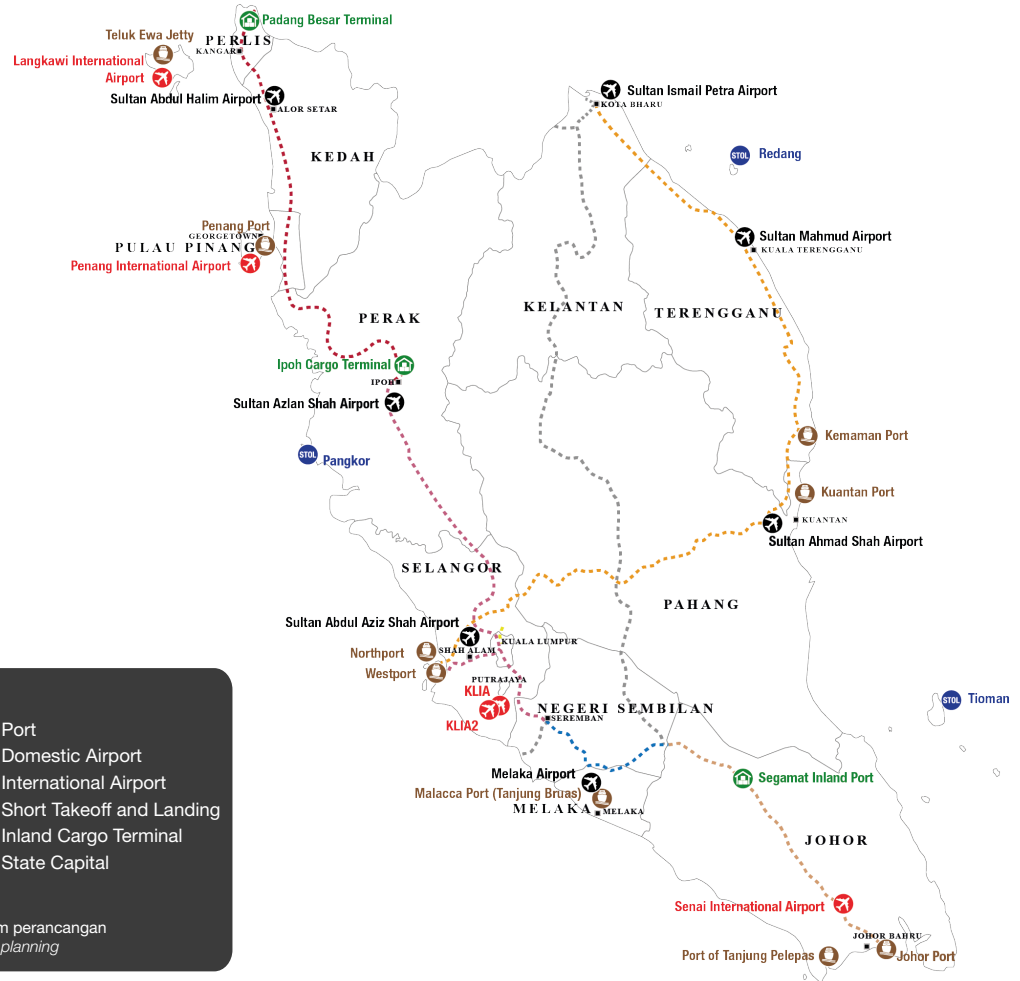 Padang Besar Terminal
Teluk Ewa Jetty
PERLIS
KANGAR
Langkawi International
Airport
Sultan Abdul Halim Airport
ALOR SETAR
Sultan Ismail Petra Airport
KOTA BHARU
KEDAH
STOL
Redang
Penang Port
GEORGETOWN
PULAU PINANG
Penang International Airport
Sultan Mahmud Airport
KUALA TERENGGANU
KELANTAN
TERENGGANU
PERAK
Ipoh Cargo Terminal
IPOH
Sultan Azlan Shah Airport
STOL
Pangkor
Kemaman Port
Kuantan Port
KUANTAN
Sultan Ahmad Shah Airport
SELANGOR
PAHANG
Sultan Abdul Aziz Shah Airport
KUALA LUMPUR
Northport
SHAH ALAM
Westport
PUTRAJAYA
KLIA
KLIA2
NEGERI SEMBILAN
SEREMBAN
STOL
Tioman
Melaka Airport
Segamat Inland Port
Malacca Port (Tanjung Bruas)
MELAKA
MELAKA
JOHOR
Senai International Airport
JOHOR BAHRU
Port of Tanjung Pelepas
Johor Port
Port
Domestic Airport
International Airport
Short Takeoff and Landing
Inland Cargo Terminal
State Capital
m perancangan
planning